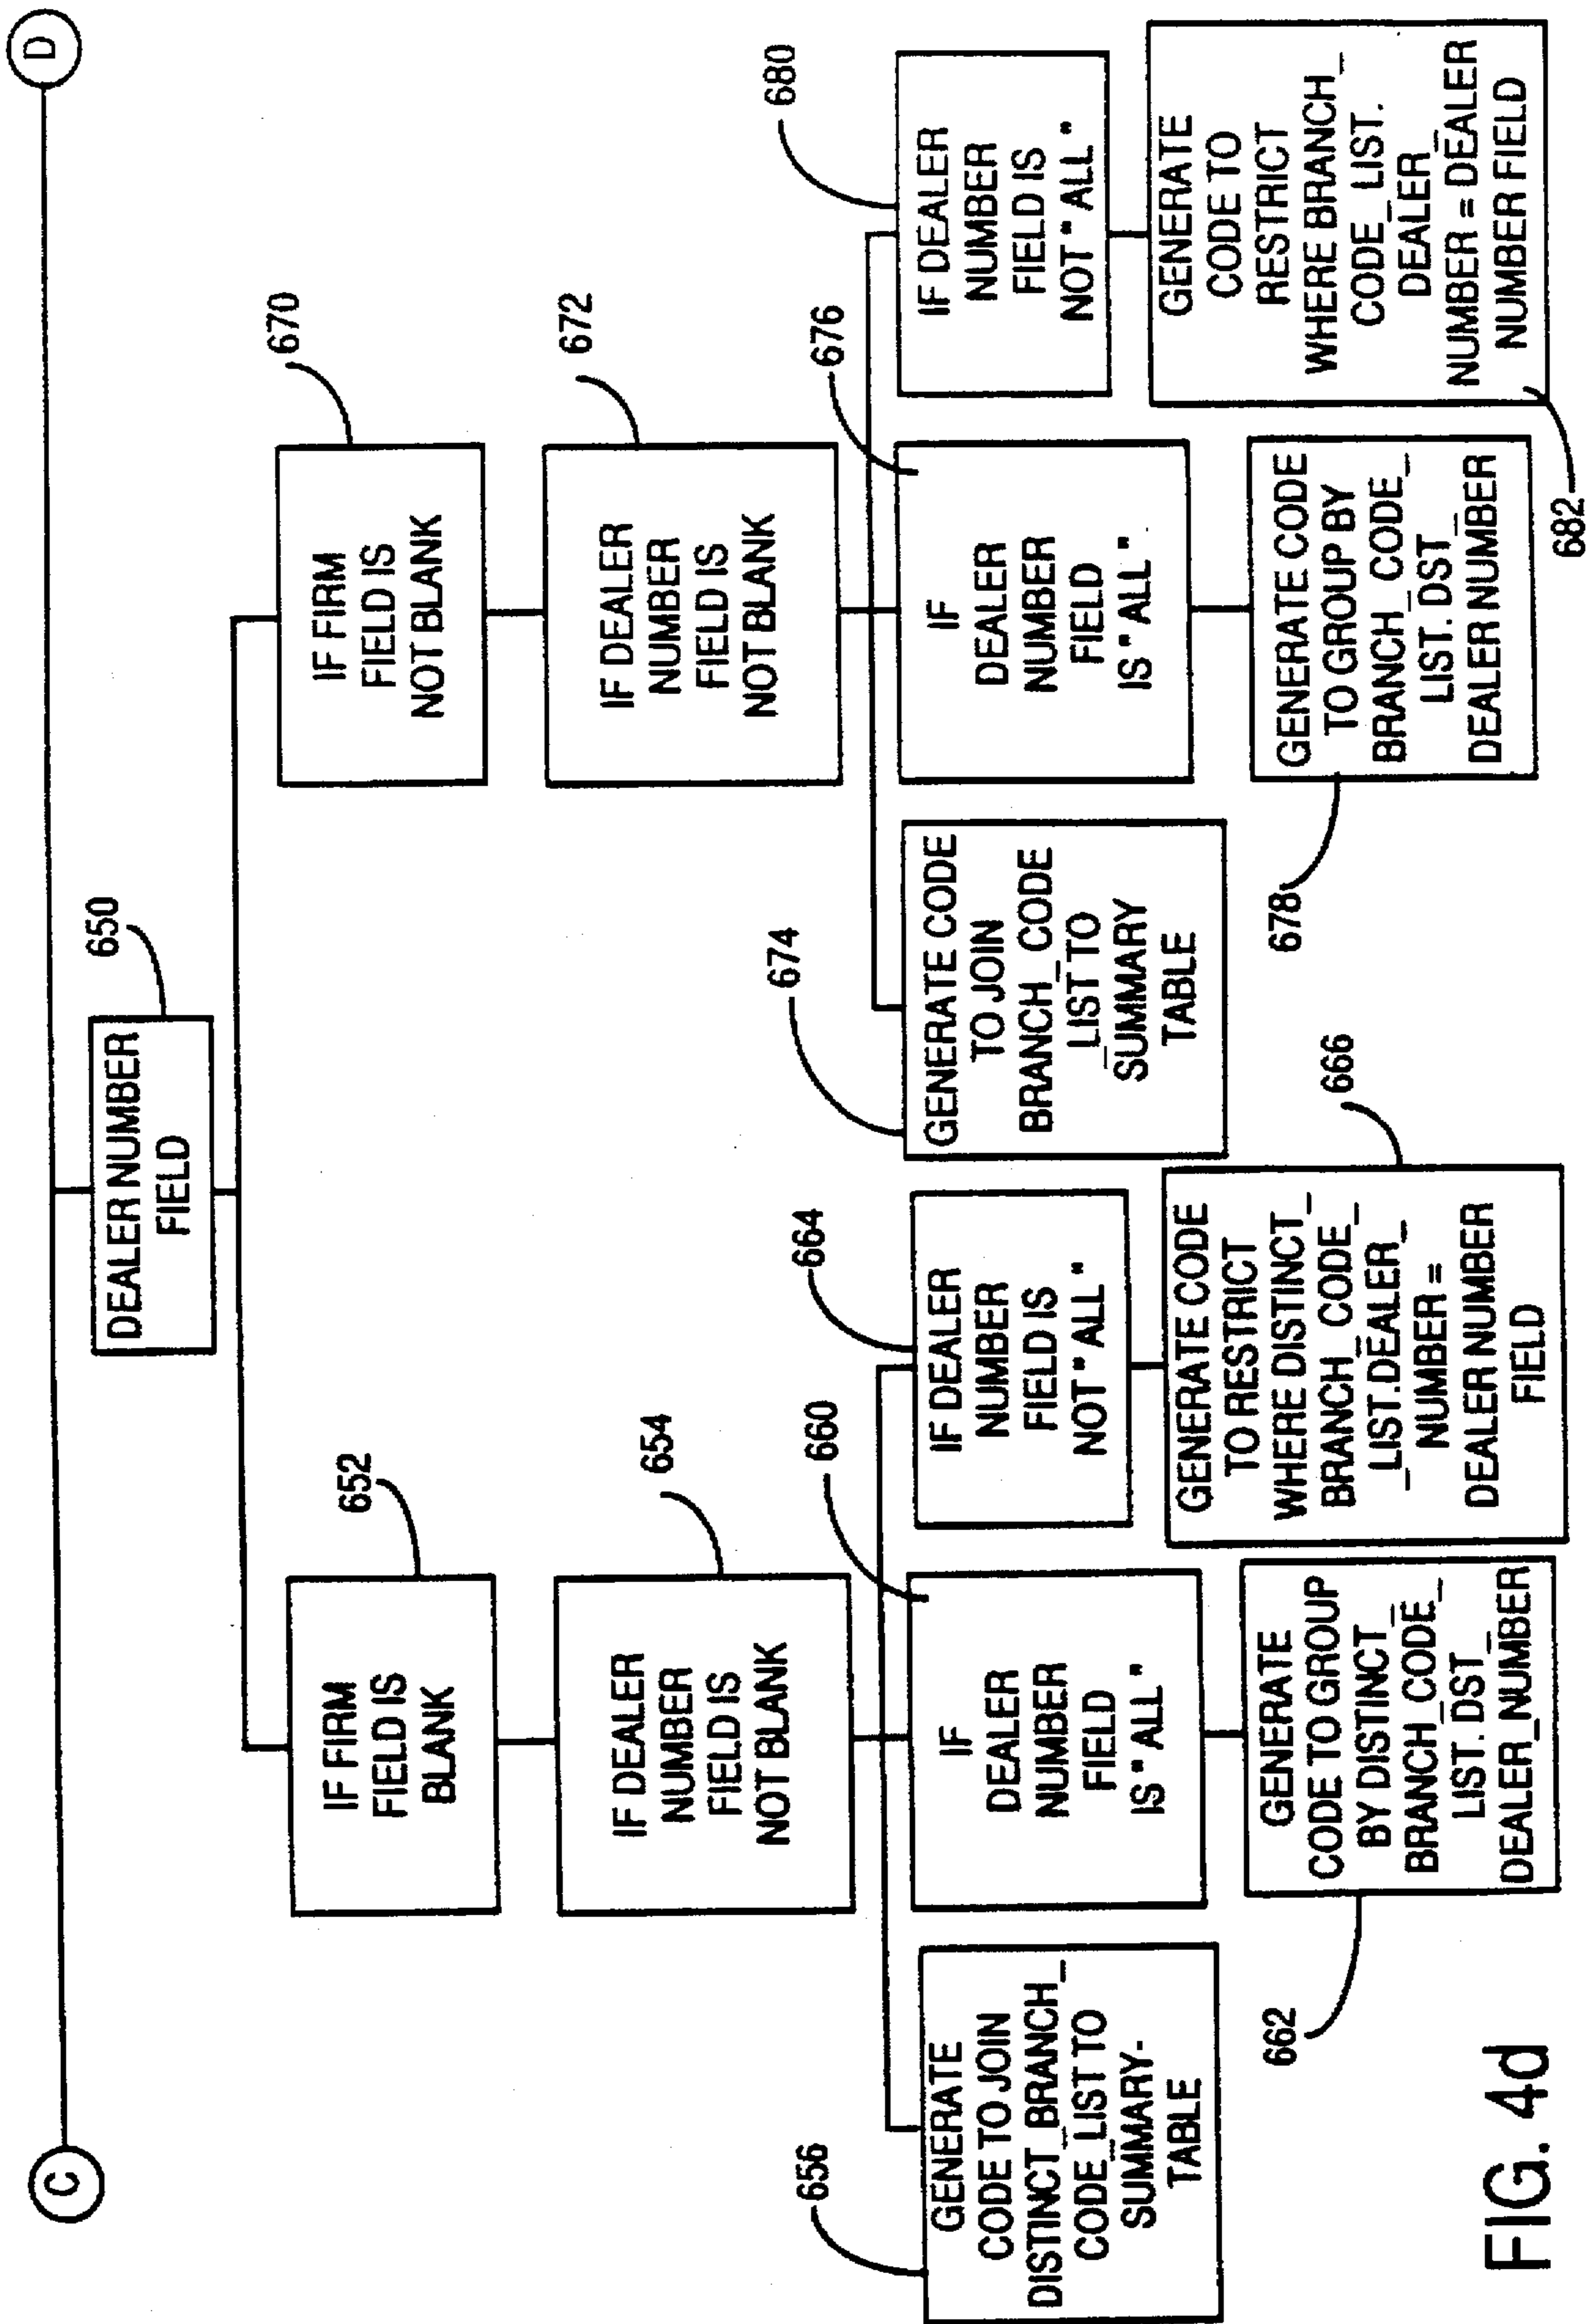 C
D
DEALER NUMBER
FIELD
650
IF FIRM
FIELD IS
BLANK
652
IF DEALER
NUMBER
FIELD IS
NOT BLANK
654
GENERATE
CODE TO JOIN
DISTINCT_BRANCH_
CODE_LIST TO
SUMMARY-
TABLE
656
IF
DEALER
NUMBER
FIELD
IS "ALL"
660
GENERATE
CODE TO GROUP
BY DISTINCT_
BRANCH_CODE_
LIST. DST_
DEALER_NUMBER
662
IF DEALER
NUMBER
FIELD IS
NOT "ALL"
664
GENERATE CODE
TO RESTRICT
WHERE DISTINCT_
BRANCH_CODE_
_LIST.DEALER_
NUMBER =
DEALER NUMBER
FIELD
666
IF FIRM
FIELD IS
NOT BLANK
670
IF DEALER
NUMBER
FIELD IS
NOT BLANK
672
GENERATE CODE
TO JOIN
BRANCH_CODE
_LIST TO
SUMMARY
TABLE
674
IF
DEALER
NUMBER
FIELD
IS "ALL".
676
GENERATE CODE
TO GROUP BY
BRANCH_CODE_
LIST. DST_
DEALER NUMBER
678
IF DEALER
NUMBER
FIELD IS
NOT "ALL"
680
GENERATE
CODE TO
RESTRICT
WHERE BRANCH_
CODE_LIST.
DEALER_
NUMBER = DEALER
NUMBER FIELD
682
FIG. 4d